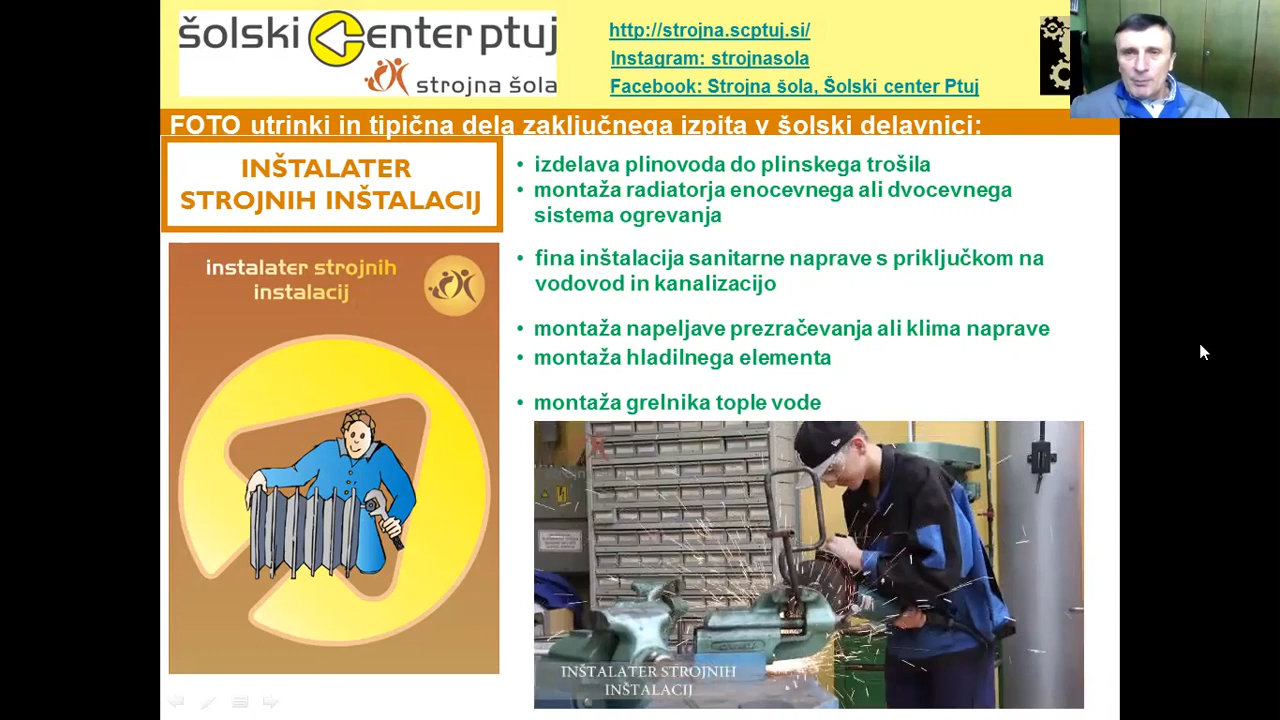 šolski center ptuj
strojna šola
http://strojna.scptuj.si/
Instagram: strojnasola
Facebook: Strojna šola, Šolski center Ptuj
FOTO utrinki in tipična dela zaključnega izpita v šolski delavnici:
INŠTALATER
STROJNIH INŠTALACIJ
instalater strojnih
instalacij
• izdelava plinovoda do plinskega trošila
• montaža radiatorja enocevnega ali dvocevnega
sistema ogrevanja
• fina inštalacija sanitarne naprave s priključkom na
vodovod in kanalizacijo
• montaža napeljave prezračevanja ali klima naprave
• montaža hladilnega elementa
• montaža grelnika tople vode
INŠTALATER STROJNIH
INŠTALACIJ